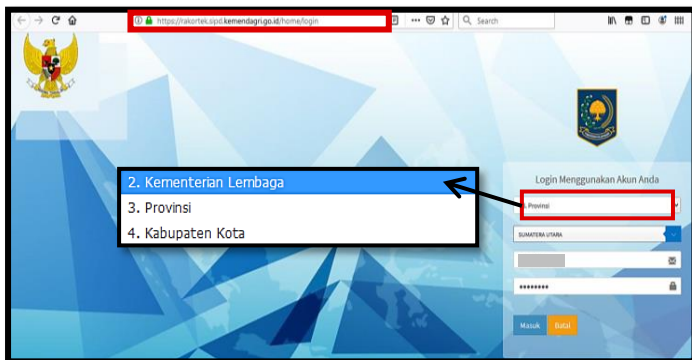 https://rakortek.sipd.kemendagri.go.id/home/login
Search
Login Menggunakan Akun Anda
3. Provinsi
2. Kementerian Lembaga
3. Provinsi
4. Kabupaten Kota
SUMATERA UTARA
Masuk
Batal